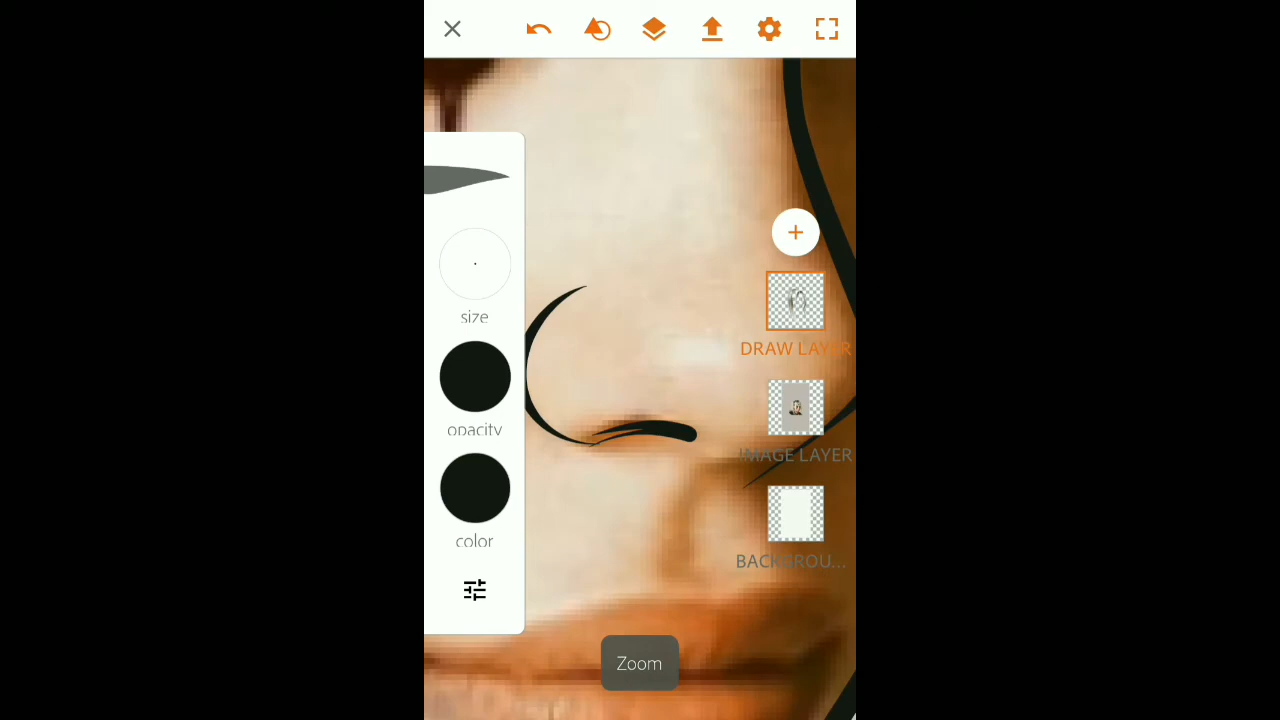 size
DRAW LAYER
opacity
IMAGE LAYER
color
BACKGROU...
Zoom